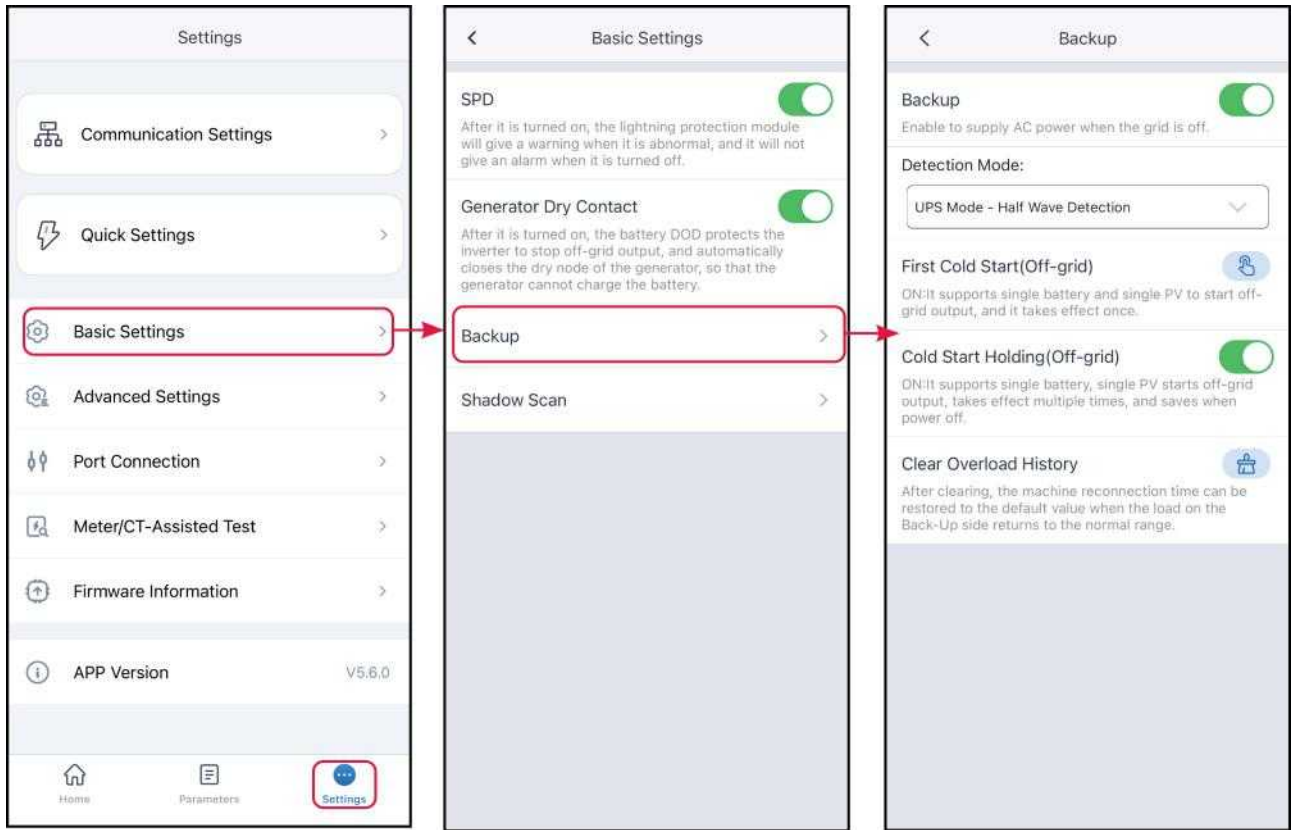 Settings
Communication Settings
Quick Settings
Basic Settings
Advanced Settings
Port Connection
Meter/CT-Assisted Test
Firmware Information
APP Version V5.6.0
Home Parameters Settings
Basic Settings
SPD
After it is turned on, the lightning protection module
will give a warning when it is abnormal, and it will not
give an alarm when it is turned off.
Generator Dry Contact
After it is turned on, the battery DOD protects the
inverter to stop off-grid output, and automatically
closes the dry node of the generator, so that the
generator cannot charge the battery.
Backup
Shadow Scan
Backup
Backup
Enable to supply AC power when the grid is off.
Detection Mode:
UPS Mode - Half Wave Detection
First Cold Start(Off-grid)
ON:It supports single battery and single PV to start off-
grid output, and it takes effect once.
Cold Start Holding(Off-grid)
ON:It supports single battery, single PV starts off-grid
output, takes effect multiple times, and saves when
power off.
Clear Overload History
After clearing, the machine reconnection time can be
restored to the default value when the load on the
Back-Up side returns to the normal range.